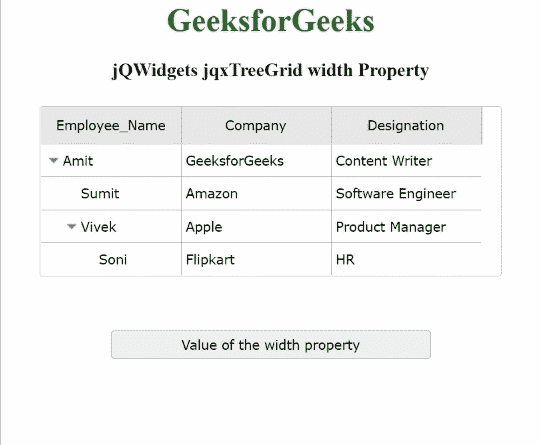 GeeksforGeeks
jQWidgets jqxTreeGrid width Property
Employee_Name Company Designation
Amit GeeksforGeeks Content Writer
Sumit Amazon Software Engineer
Vivek Apple Product Manager
Soni Flipkart HR
Value of the width property